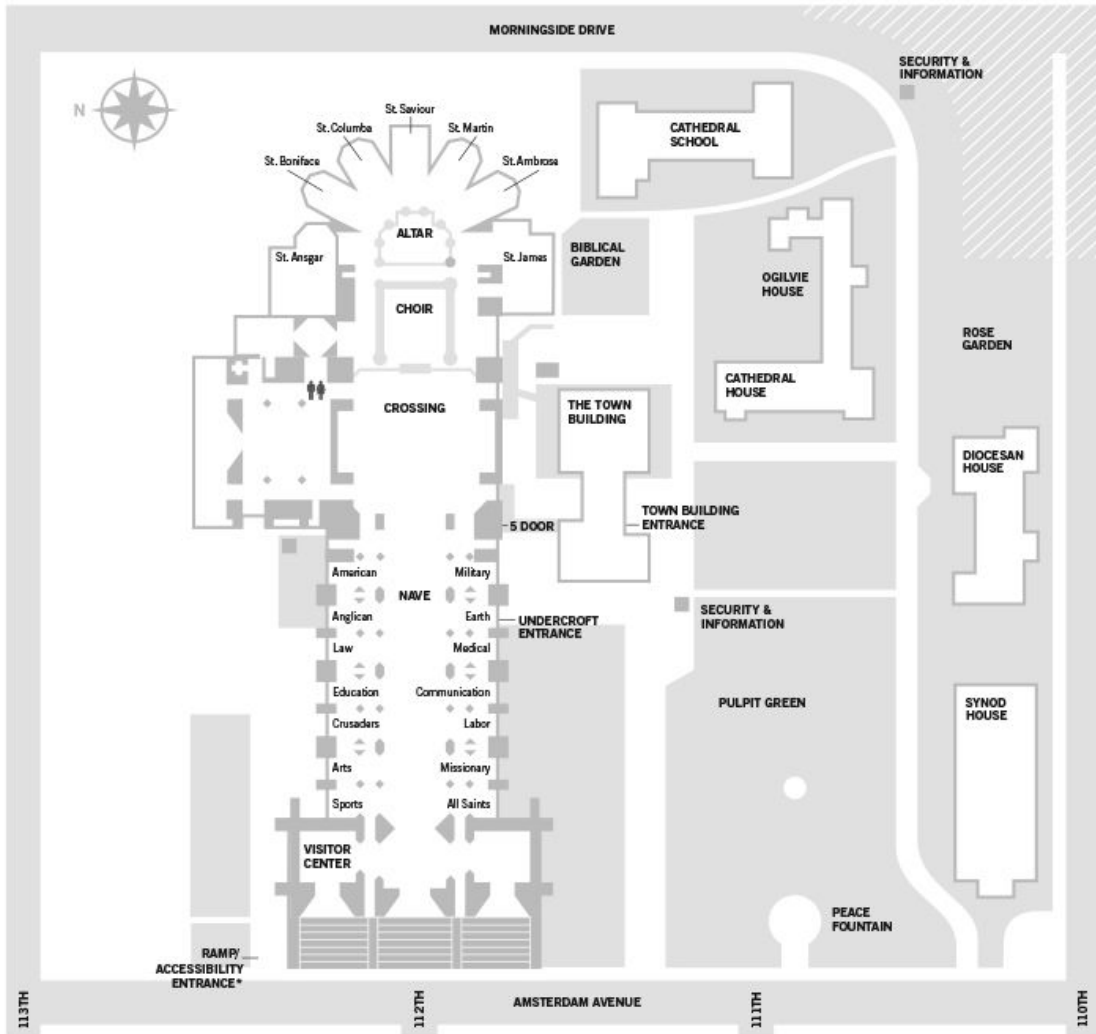 MORNINGSIDE DRIVE
SECURITY &
INFORMATION
N
St. Saviour
St. Columba
St. Martin
St. Boniface
St. Ambrose
CATHEDRAL
SCHOOL
ALTAR
St. Ansgar
St. James
BIBLICAL
GARDEN
OGILVIE
HOUSE
CHOIR
ROSE
GARDEN
CATHEDRAL
HOUSE
CROSSING
THE TOWN
BUILDING
DIOCESAN
HOUSE
5 DOOR
TOWN BUILDING
ENTRANCE
American
Military
NAVE
Anglican
Earth
UNDERCROFT
ENTRANCE
SECURITY &
INFORMATION
Law
Medical
Education
Communication
PULPIT GREEN
SYNOD
HOUSE
Crusaders
Labor
Arts
Missionary
Sports
All Saints
VISITOR
CENTER
PEACE
FOUNTAIN
RAMP/
ACCESSIBILITY
ENTRANCE*
113TH
112TH
AMSTERDAM AVENUE
111TH
110TH